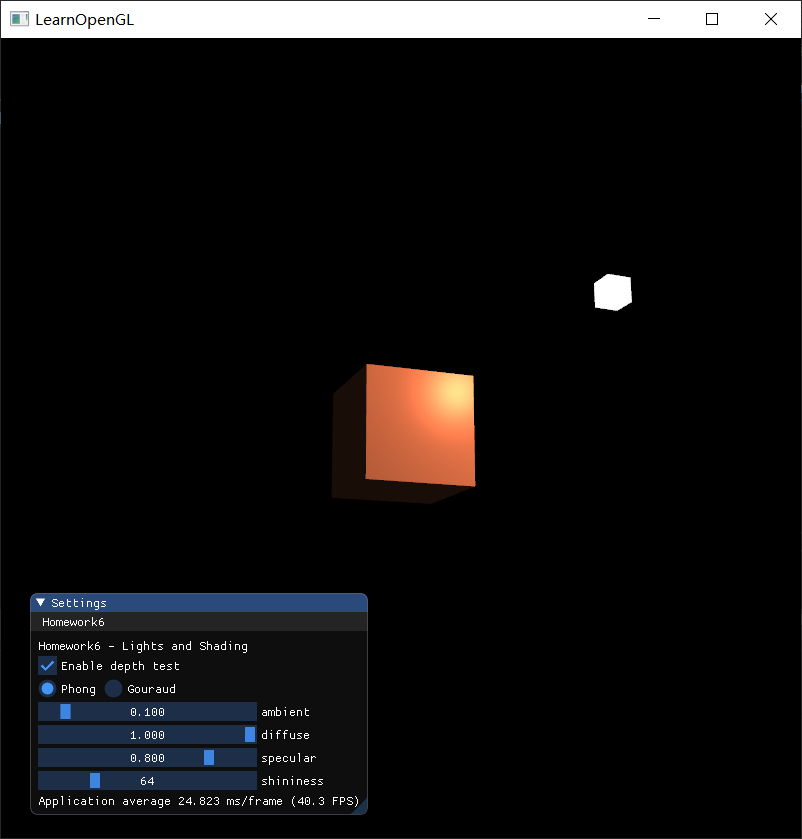 LearnOpenGL
Settings
Homework6
Homework6 - Lights and Shading
Enable depth test
Phong Gouraud
0.100 ambient
1.000 diffuse
0.800 specular
64 shininess
Application average 24.823 ms/frame (40.3 FPS)